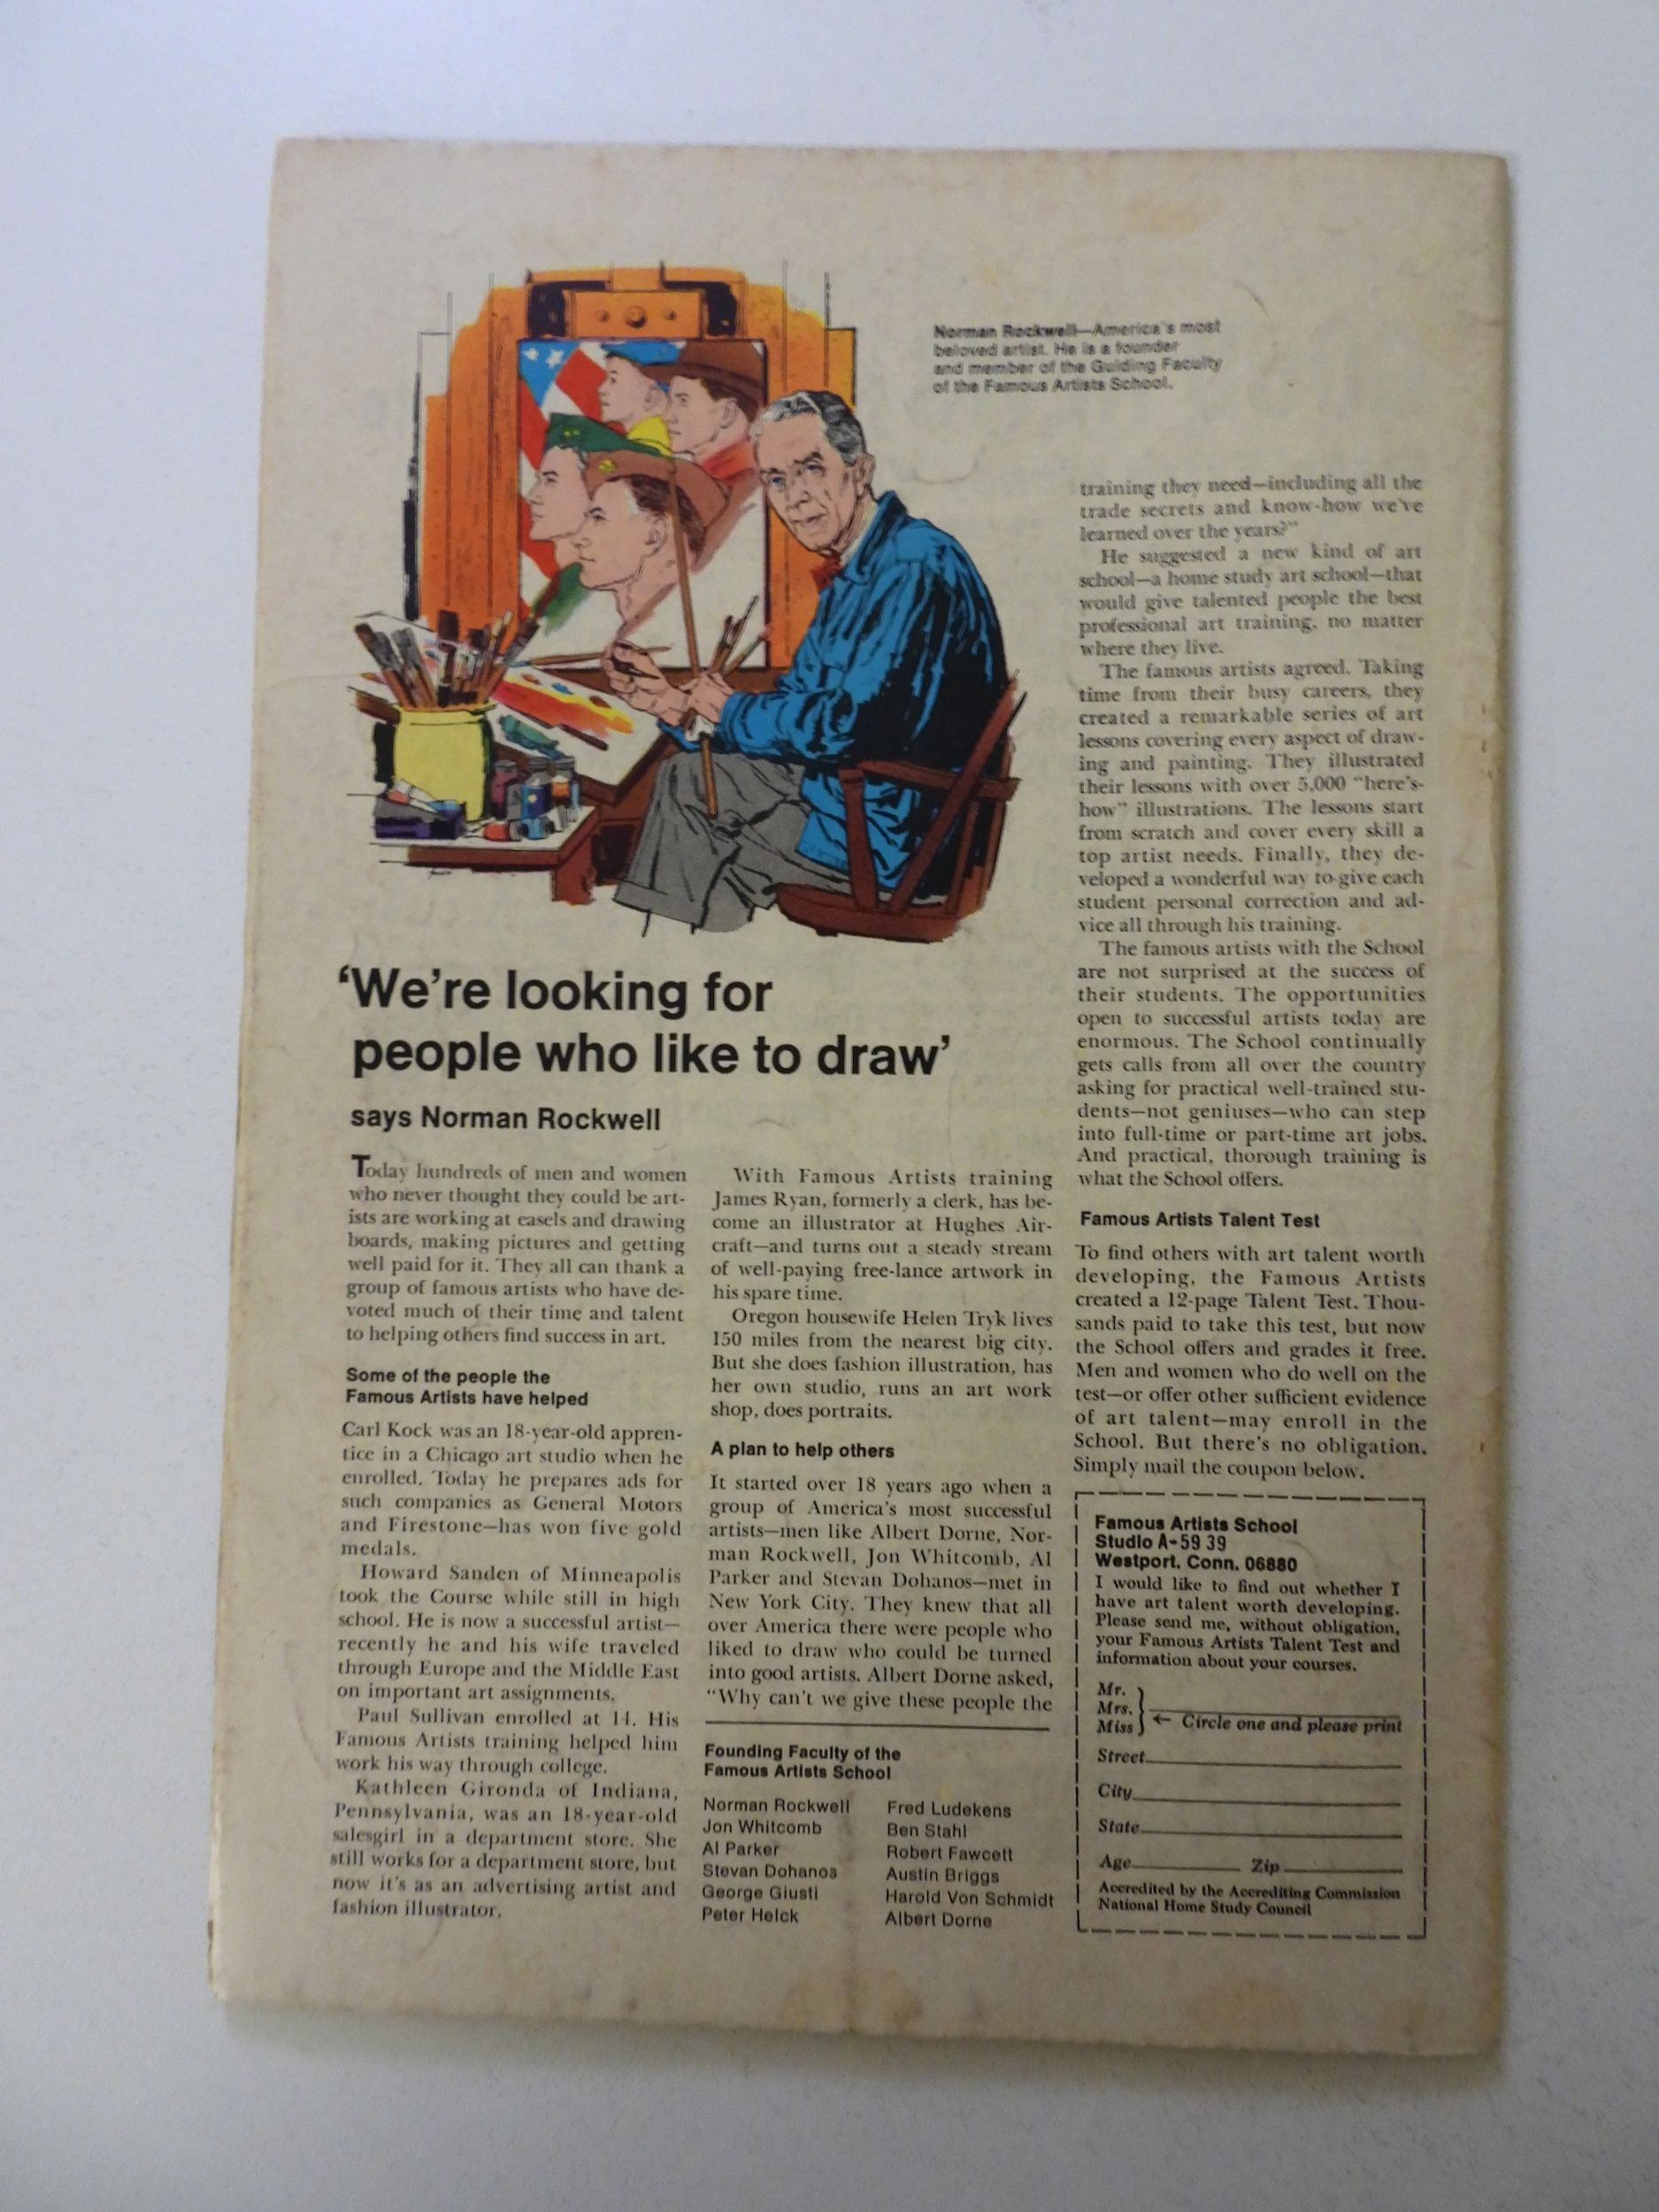 Norman Rockwell—America's most
beloved artist. He is a founder
and member of the Guiding Faculty
of the Famous Artists School.
'We're looking for
people who like to draw'
says Norman Rockwell
Today hundreds of men and women
who never thought they could be art-
ists are working at easels and drawing
boards, making pictures and getting
well paid for it. They all can thank a
group of famous artists who have de-
voted much of their time and talent
to helping others find success in art.
Some of the people the
Famous Artists have helped
Carl Kock was an 18-year-old appren-
tice in a Chicago art studio when he
enrolled. Today he prepares ads for
such companies as General Motors
and Firestone—has won five gold
medals.
Howard Sanden of Minneapolis
took the Course while still in high
school. He is now a successful artist—
recently he and his wife traveled
through Europe and the Middle East
on important art assignments.
Paul Sullivan enrolled at 14. His
Famous Artists training helped him
work his way through college.
Kathleen Gironda of Indiana,
Pennsylvania, was an 18-year-old
salesgirl in a department store. She
still works for a department store, but
now it's as an advertising artist and
fashion illustrator.
With Famous Artists training
James Ryan, formerly a clerk, has be-
come an illustrator at Hughes Air-
craft—and turns out a steady stream
of well-paying free-lance artwork in
his spare time.
Oregon housewife Helen Tryk lives
150 miles from the nearest big city.
But she does fashion illustration, has
her own studio, runs an art work
shop, does portraits.
A plan to help others
It started over 18 years ago when a
group of America's most successful
artists—men like Albert Dorne, Nor-
man Rockwell, Jon Whitcomb, Al
Parker and Stevan Dohanos—met in
New York City. They knew that all
over America there were people who
liked to draw who could be turned
into good artists. Albert Dorne asked,
"Why can't we give these people the
Founding Faculty of the
Famous Artists School
Norman Rockwell
Jon Whitcomb
Al Parker
Stevan Dohanos
George Giusti
Peter Helck
Fred Ludekens
Ben Stahl
Robert Fawcett
Austin Briggs
Harold Von Schmidt
Albert Dorne
training they need—including all the
trade secrets and know-how we've
learned over the years?"
He suggested a new kind of art
school—a home study art school—that
would give talented people the best
professional art training, no matter
where they live.
The famous artists agreed. Taking
time from their busy careers, they
created a remarkable series of art
lessons covering every aspect of draw-
ing and painting. They illustrated
their lessons with over 5,000 "here's-
how" illustrations. The lessons start
from scratch and cover every skill a
top artist needs. Finally, they de-
veloped a wonderful way to give each
student personal correction and ad-
vice all through his training.
The famous artists with the School
are not surprised at the success of
their students. The opportunities
open to successful artists today are
enormous. The School continually
gets calls from all over the country
asking for practical well-trained stu-
dents—not geniuses—who can step
into full-time or part-time art jobs.
And practical, thorough training is
what the School offers.
Famous Artists Talent Test
To find others with art talent worth
developing, the Famous Artists
created a 12-page Talent Test. Thou-
sands paid to take this test, but now
the School offers and grades it free.
Men and women who do well on the
test—or offer other sufficient evidence
of art talent—may enroll in the
School. But there's no obligation.
Simply mail the coupon below.
Famous Artists School
Studio A-5939
Westport, Conn. 06880
I would like to find out whether I
have art talent worth developing.
Please send me, without obligation,
your Famous Artists Talent Test and
information about your courses.
Mr.
Mrs.
Miss ← Circle one and please print
Street
City
State
Age Zip
Accredited by the Accrediting Commission
National Home Study Council